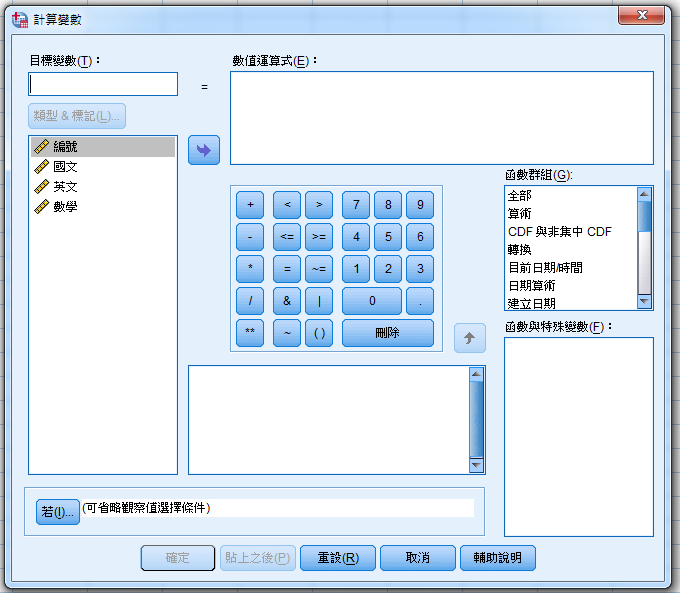 計算變數
目標變數(T)：
數值運算式(E)：
=
類型 & 標記(L)...
編號
國文
英文
數學
+ < > 7 8 9
- <= >= 4 5 6
* = ~= 1 2 3
/ & | 0 .
** ~ ( ) 刪除
函數群組(G):
全部
算術
CDF 與非集中 CDF
轉換
目前日期/時間
日期算術
建立日期
函數與特殊變數(F)：
若(I)...
(可省略觀察值選擇條件)
確定
貼上之後(P)
重設(R)
取消
輔助說明